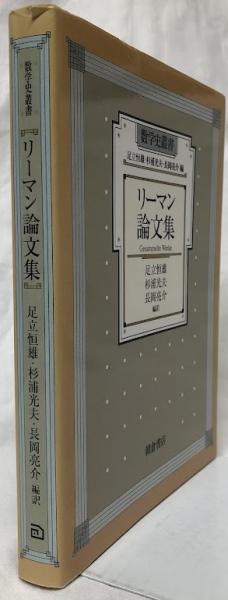 数学史叢書
リーマン論文集
足立恒雄・杉浦光夫・長岡亮介 編訳
数学史叢書
足立恒雄・杉浦光夫・長岡亮介 編
リーマン
論文集
Gesammelte Werke
足立恒雄
杉浦光夫
長岡亮介
編訳
朝倉書店